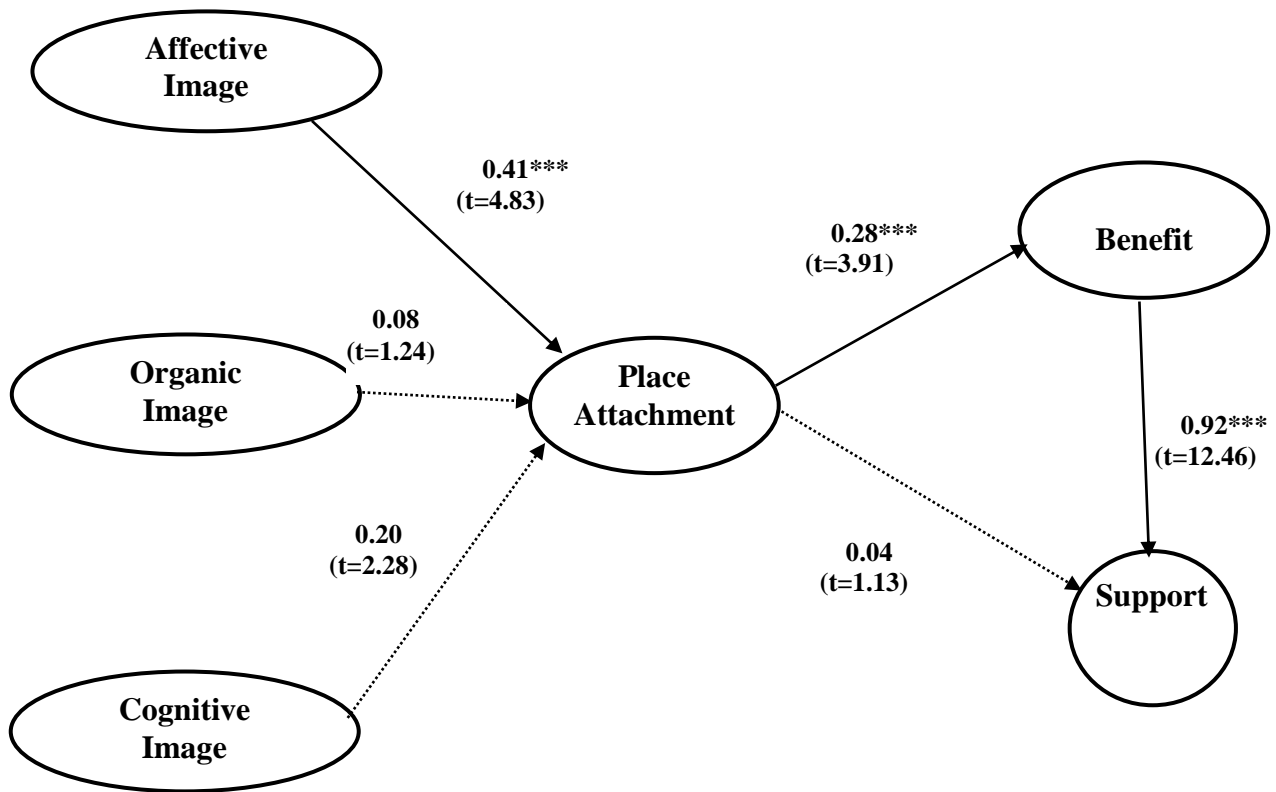 Affective
Image
0.41***
(t=4.83)
0.28***
(t=3.91)
Benefit
0.08
(t=1.24)
Organic
Image
Place
Attachment
0.92***
(t=12.46)
0.20
(t=2.28)
0.04
(t=1.13)
Support
Cognitive
Image